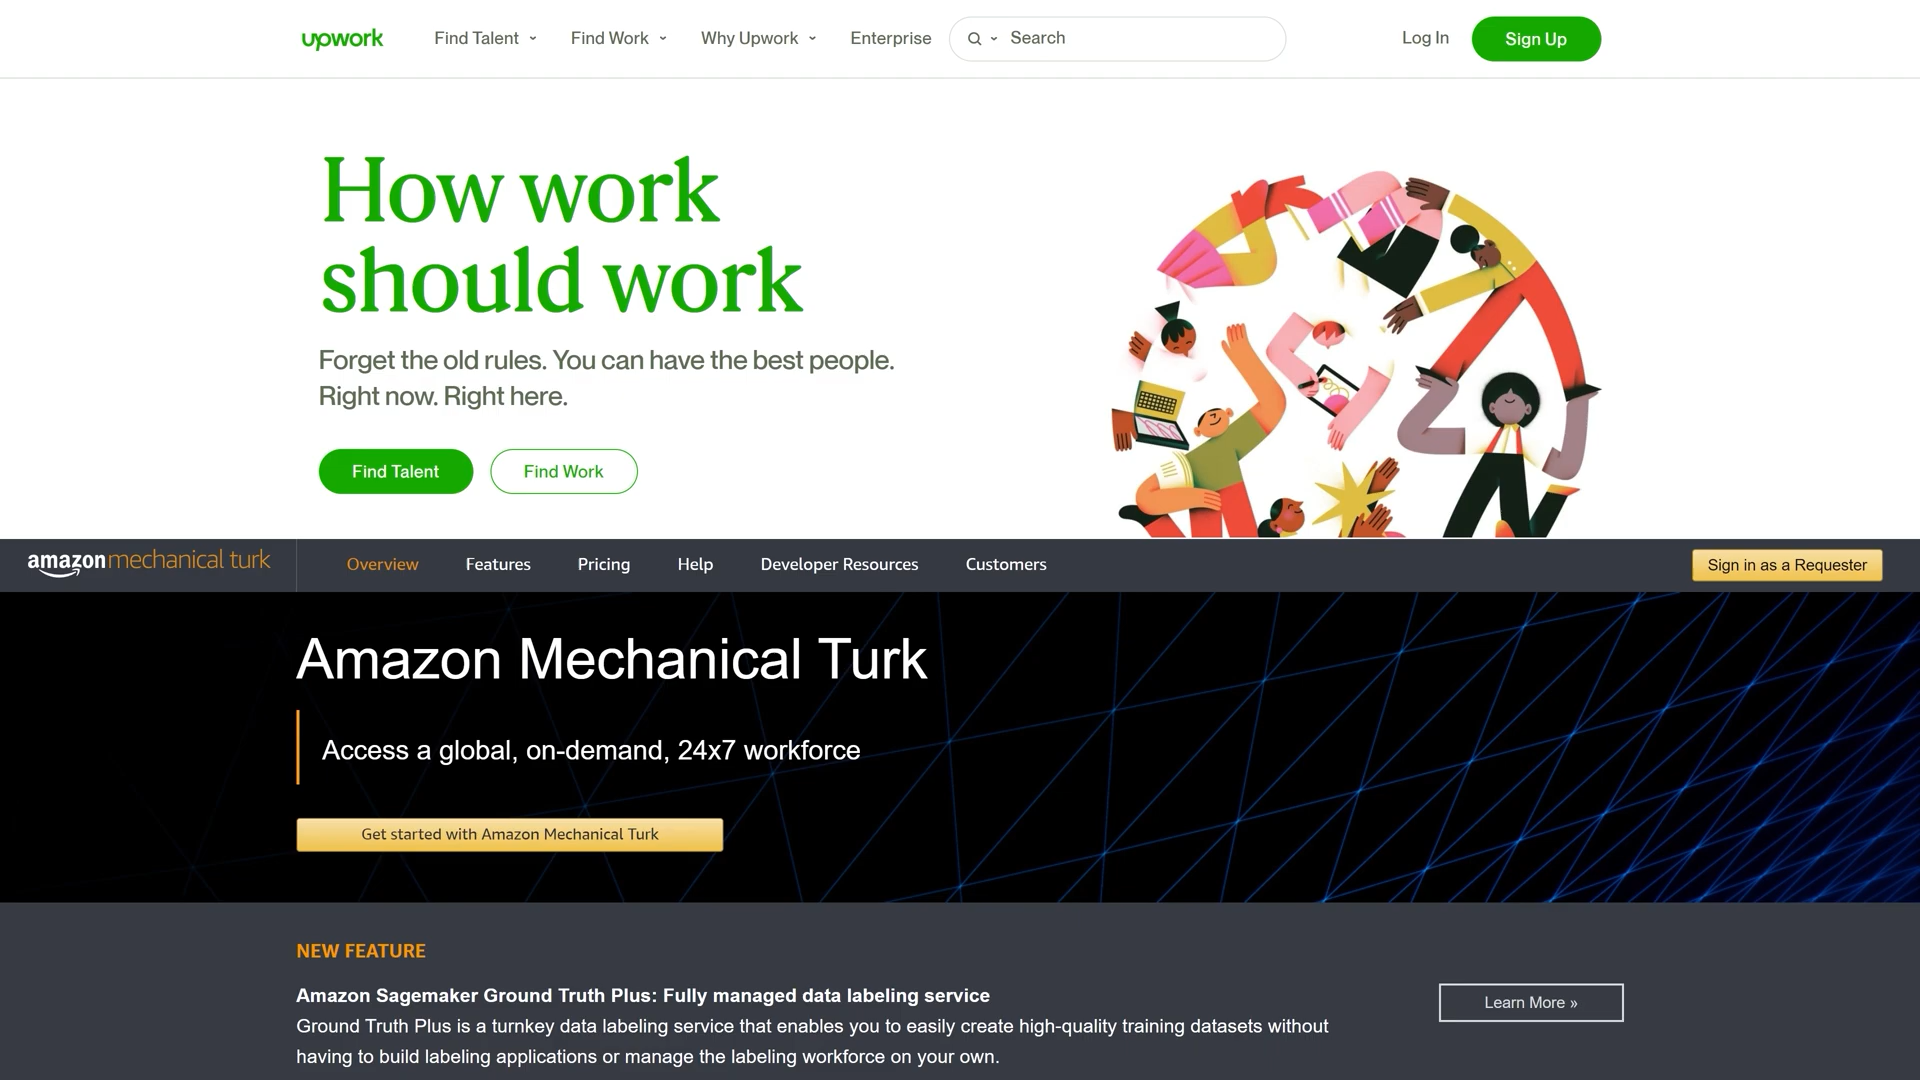 upwork
Find Talent
Find Work
Why Upwork
Enterprise
Search
Log In
Sign Up
How work
should work
Forget the old rules. You can have the best people.
Right now. Right here.
Find Talent
Find Work
amazon mechanical turk
Overview
Features
Pricing
Help
Developer Resources
Customers
Sign in as a Requester
Amazon Mechanical Turk
Access a global, on-demand, 24x7 workforce
Get started with Amazon Mechanical Turk
NEW FEATURE
Amazon Sagemaker Ground Truth Plus: Fully managed data labeling service
Ground Truth Plus is a turnkey data labeling service that enables you to easily create high-quality training datasets without
having to build labeling applications or manage the labeling workforce on your own.
Learn More »